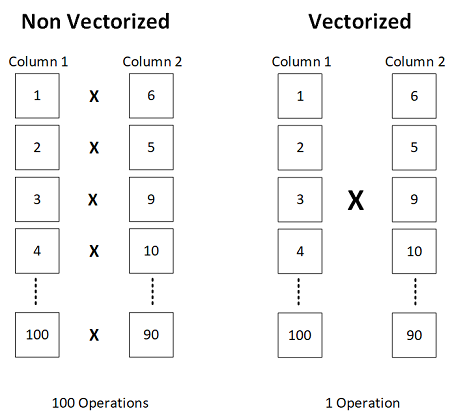 Non Vectorized
Column 1 Column 2
1 X 6
2 X 5
3 X 9
4 X 10
100 X 90
100 Operations
Vectorized
Column 1 Column 2
1 6
2 5
3 X 9
4 10
100 90
1 Operation